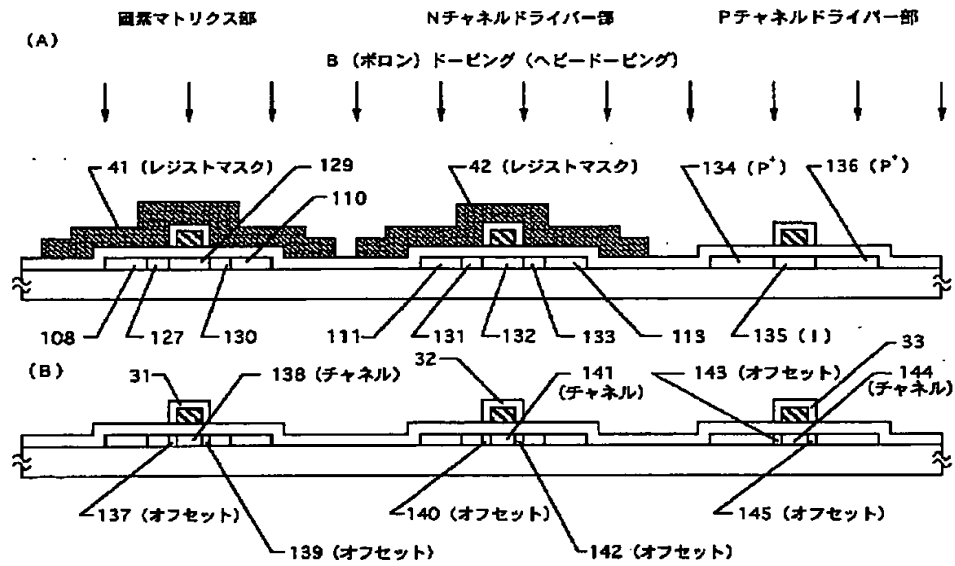 画素マトリクス部 Nチャネルドライバー部 Pチャネルドライバー部
(A)
B (ボロン) ドーピング (ヘビードーピング)
41 (レジストマスク) 129 42 (レジストマスク) 134 (P⁺) 136 (P⁺)
110
108 127 130 111 131 132 133 113 135 (I)
(B) 31 138 (チャネル) 32 141 (チャネル) 143 (オフセット) 33
144 (チャネル)
137 (オフセット) 140 (オフセット) 145 (オフセット)
139 (オフセット) 142 (オフセット)